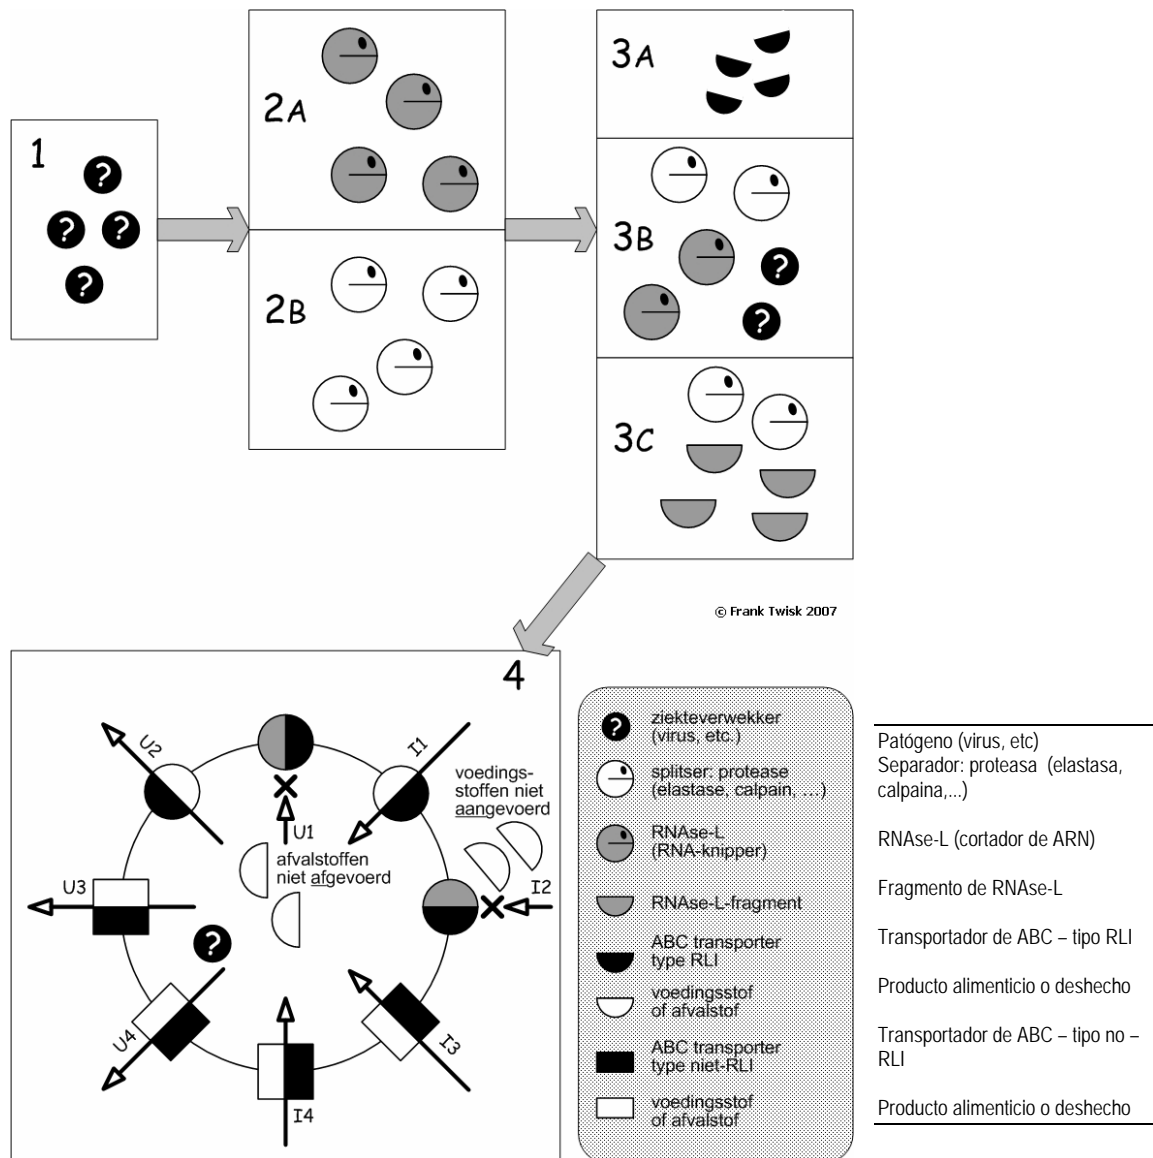 1
?
?
?
?
2A
2B
3A
3B
?
?
3C
© Frank Twisk 2007
4
U2
I1
voedings-
stoffen niet
aangevoerd
U1
afvalstoffen
niet afgevoerd
I2
U3
?
U4
I3
I4
? ziekteverwekker
(virus, etc.)
splitser: protease
(elastase, calpain, ...)
RNAse-L
(RNA-knipper)
RNAse-L-fragment
ABC transporter
type RLI
voedingsstof
of afvalstof
ABC transporter
type niet-RLI
voedingsstof
of afvalstof
Patógeno (virus, etc)
Separador: proteasa (elastasa,
calpaina,...)
RNAse-L (cortador de ARN)
Fragmento de RNAse-L
Transportador de ABC – tipo RLI
Producto alimenticio o deshecho
Transportador de ABC – tipo no –
RLI
Producto alimenticio o deshecho